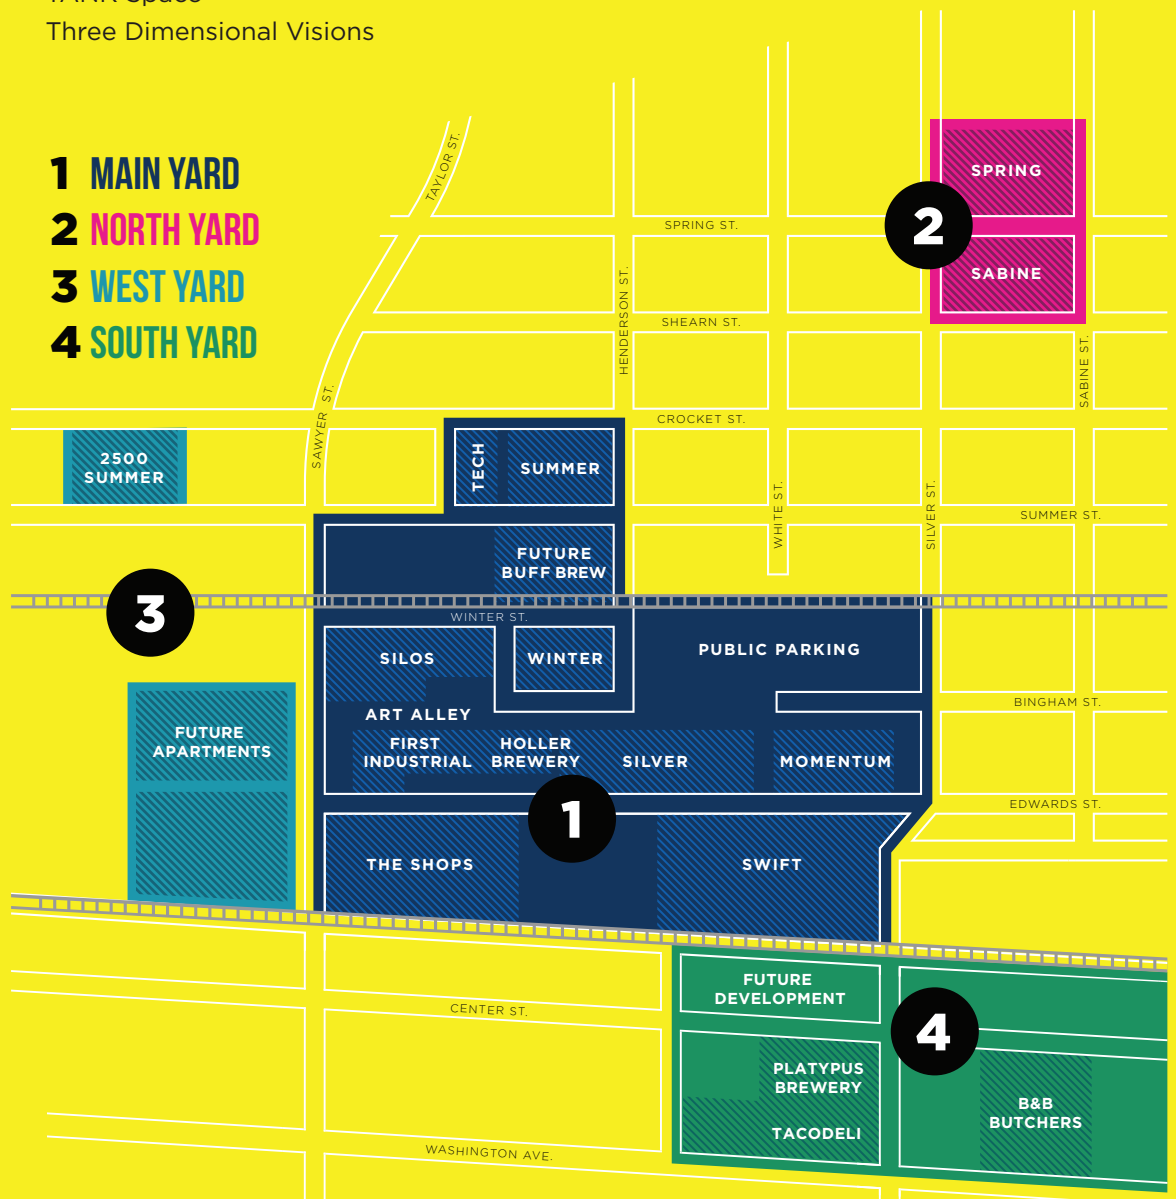 TANK Space
Three Dimensional Visions
1 MAIN YARD
2 NORTH YARD
3 WEST YARD
4 SOUTH YARD
TAYLOR ST.
SPRING ST.
SPRING
2
SABINE
HENDERSON ST.
SHEARN ST.
SABINE ST.
SAWYER ST.
CROCKET ST.
2500
SUMMER
TECH
SUMMER
WHITE ST.
SILVER ST.
SUMMER ST.
FUTURE
BUFF BREW
3
WINTER ST.
SILOS
WINTER
PUBLIC PARKING
BINGHAM ST.
ART ALLEY
FUTURE
APARTMENTS
FIRST
INDUSTRIAL
HOLLER
BREWERY
SILVER
MOMENTUM
EDWARDS ST.
1
THE SHOPS
SWIFT
FUTURE
DEVELOPMENT
CENTER ST.
4
PLATYPUS
BREWERY
B&B
BUTCHERS
TACODELI
WASHINGTON AVE.